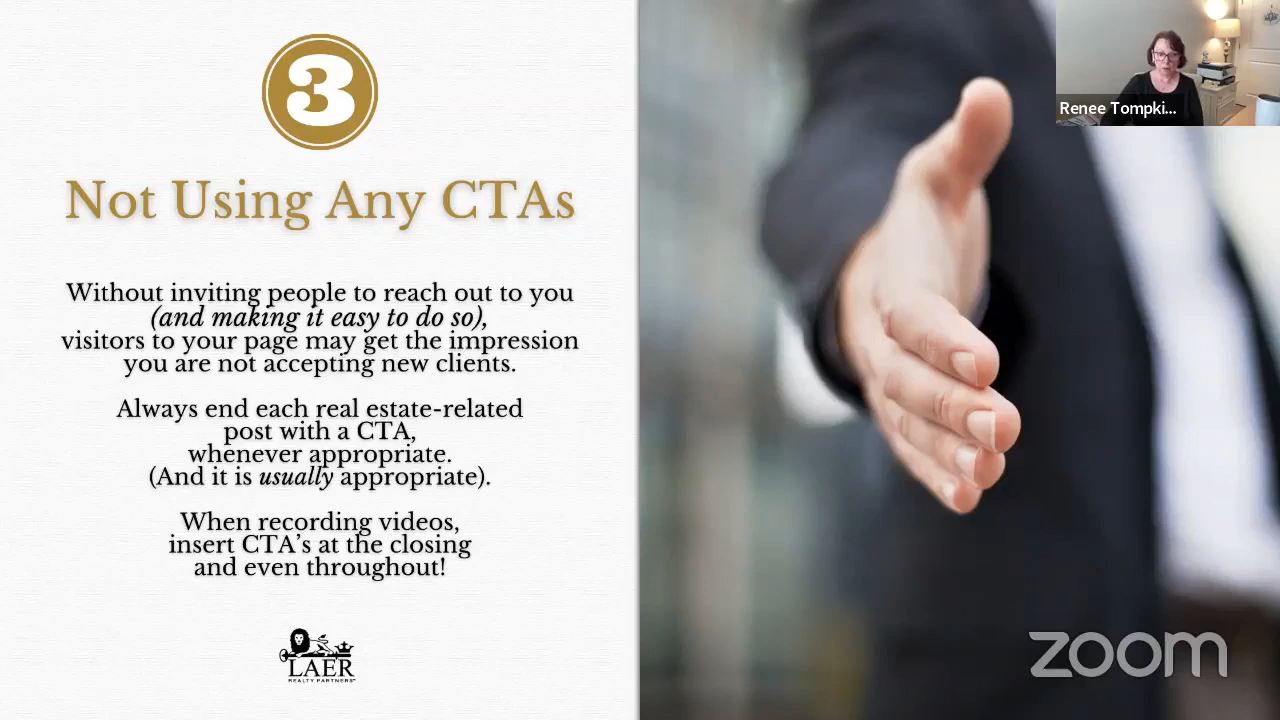 3
Not Using Any CTAs
Without inviting people to reach out to you
(and making it easy to do so),
visitors to your page may get the impression
you are not accepting new clients.
Always end each real estate-related
post with a CTA,
whenever appropriate.
(And it is usually appropriate).
When recording videos,
insert CTA’s at the closing
and even throughout!
LAER
REALTY PARTNERS
Renee Tompki...
zoom